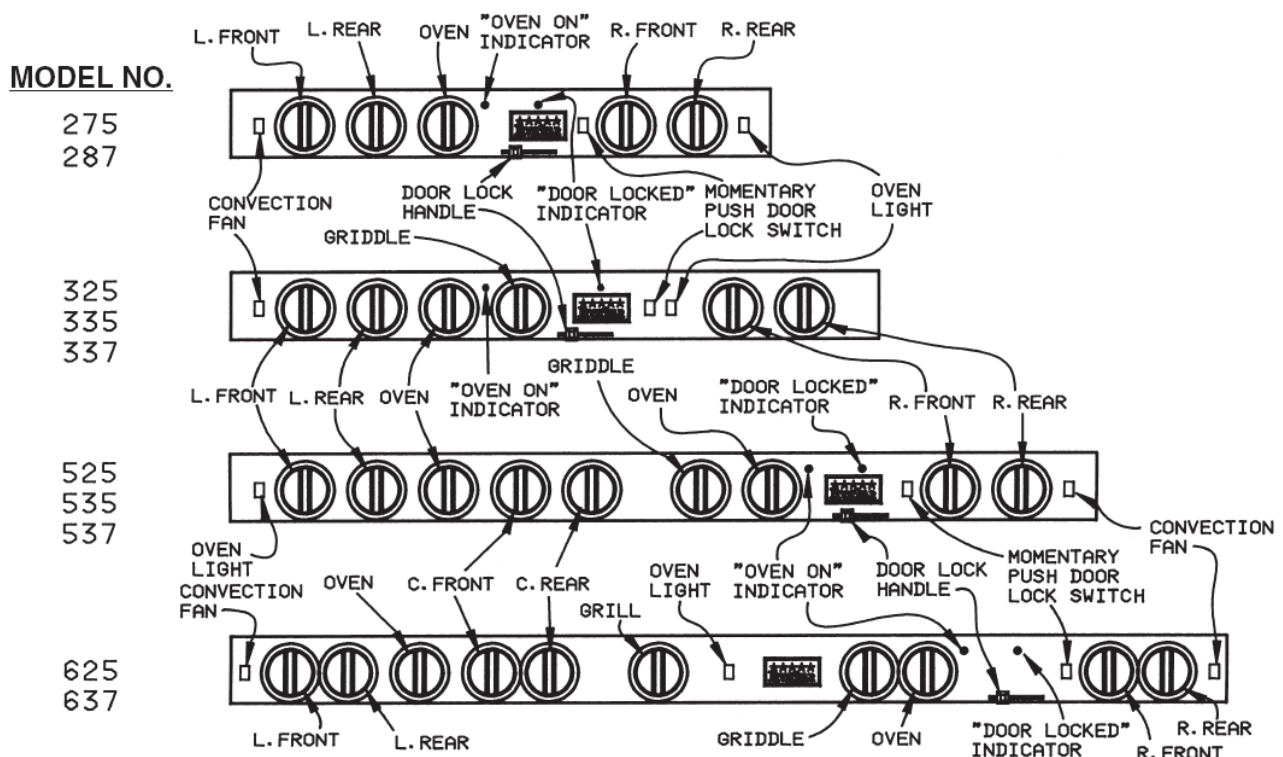 L. FRONT
L. REAR
OVEN
"OVEN ON"
INDICATOR
R. FRONT
R. REAR
MODEL NO.
275
287
CONVECTION
FAN
DOOR LOCK
HANDLE
"DOOR LOCKED"
INDICATOR
MOMENTARY
PUSH DOOR
LOCK SWITCH
OVEN
LIGHT
GRIDDLE
325
335
337
L. FRONT
L. REAR
OVEN
"OVEN ON"
INDICATOR
GRIDDLE
OVEN
"DOOR LOCKED"
INDICATOR
R. FRONT
R. REAR
525
535
537
OVEN
LIGHT
CONVECTION
FAN
CONVECTION
FAN
OVEN
C. FRONT
C. REAR
GRILL
OVEN
LIGHT
"OVEN ON"
INDICATOR
DOOR LOCK
HANDLE
MOMENTARY
PUSH DOOR
LOCK SWITCH
625
637
L. FRONT
L. REAR
GRIDDLE
OVEN
"DOOR LOCKED"
INDICATOR
R. FRONT
R. REAR